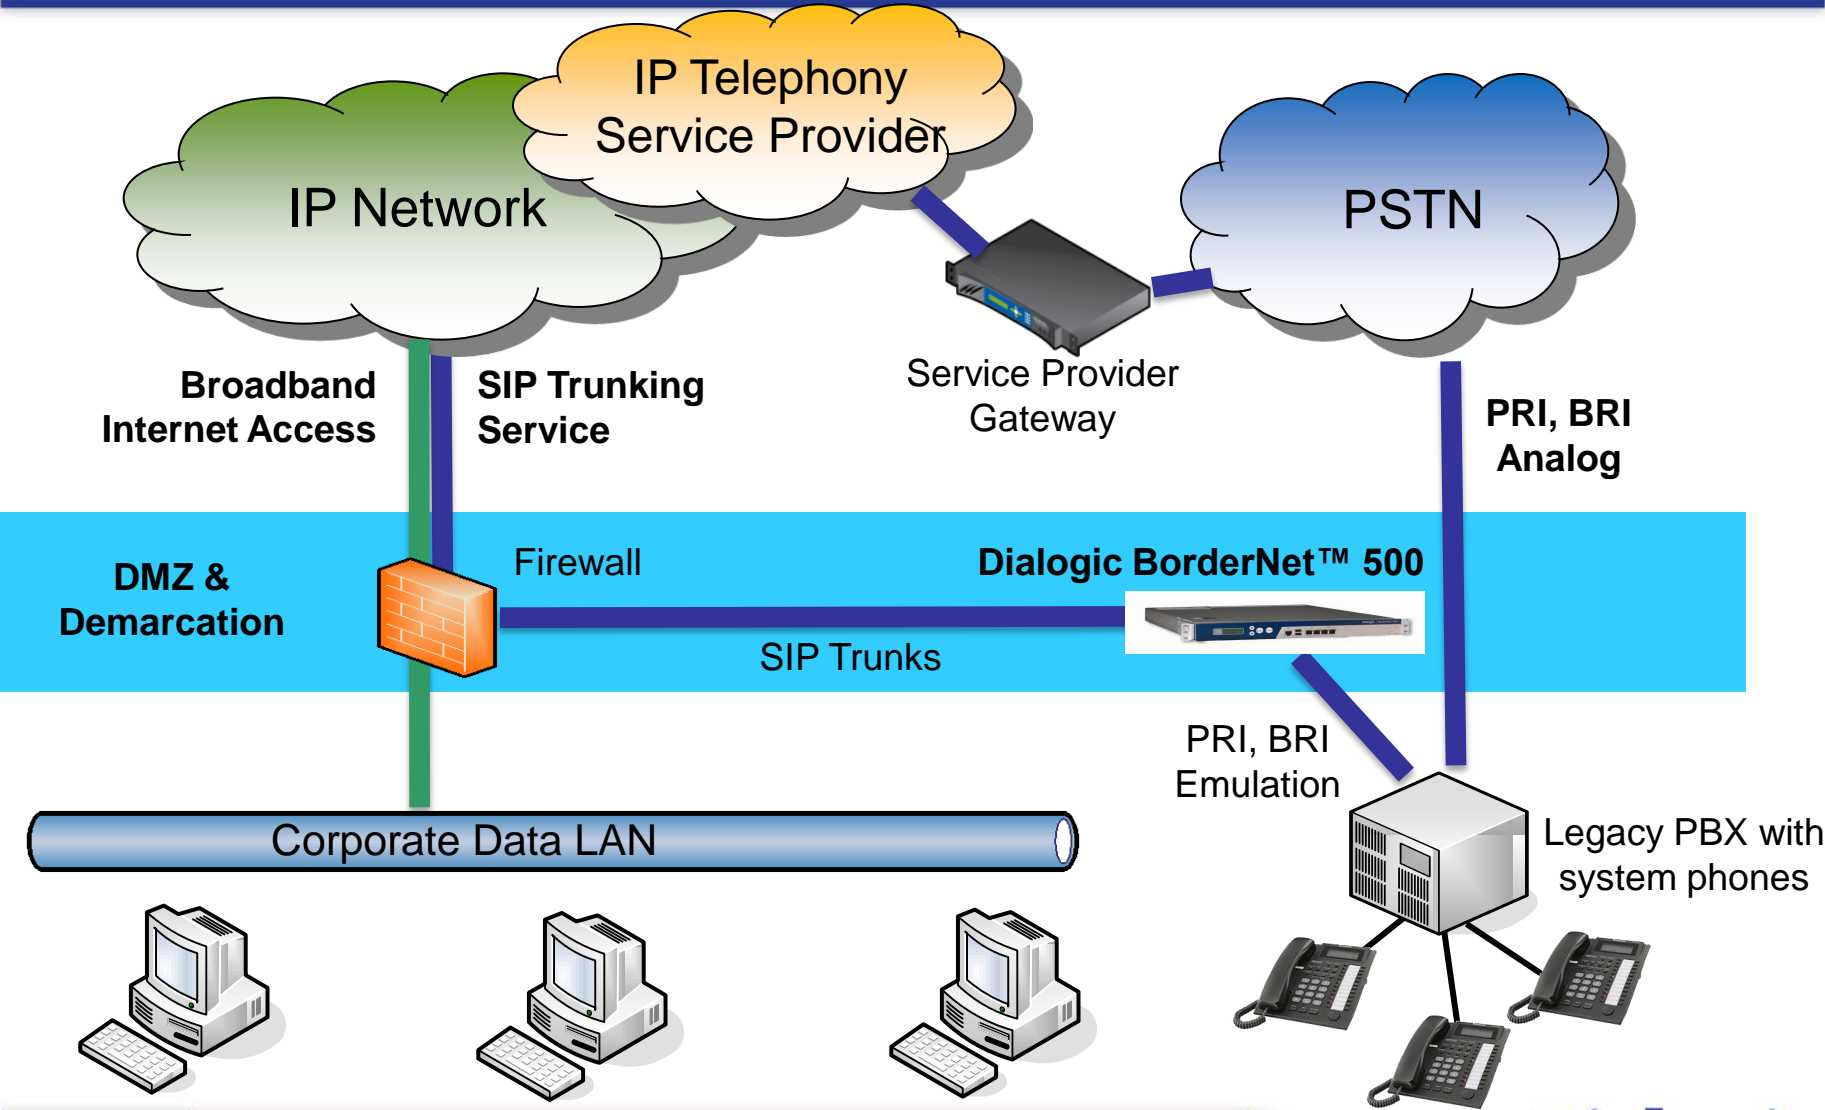 IP Telephony
Service Provider
IP Network
PSTN
Service Provider
Gateway
Broadband
Internet Access
SIP Trunking
Service
PRI, BRI
Analog
DMZ &
Demarcation
Firewall
Dialogic BorderNet™ 500
SIP Trunks
PRI, BRI
Emulation
Corporate Data LAN
Legacy PBX with
system phones